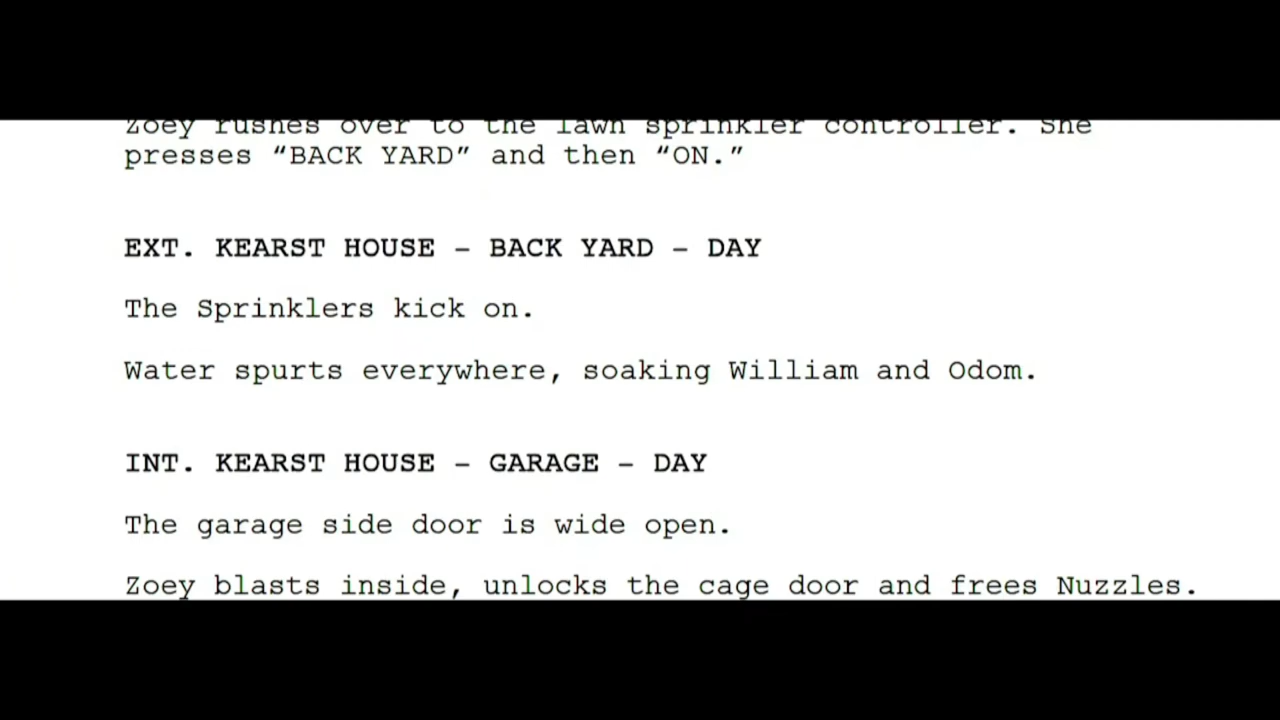 Zoey rushes over to the lawn sprinkler controller. She
presses “BACK YARD” and then “ON.”
EXT. KEARST HOUSE – BACK YARD – DAY
The Sprinklers kick on.
Water spurts everywhere, soaking William and Odom.
INT. KEARST HOUSE – GARAGE – DAY
The garage side door is wide open.
Zoey blasts inside, unlocks the cage door and frees Nuzzles.